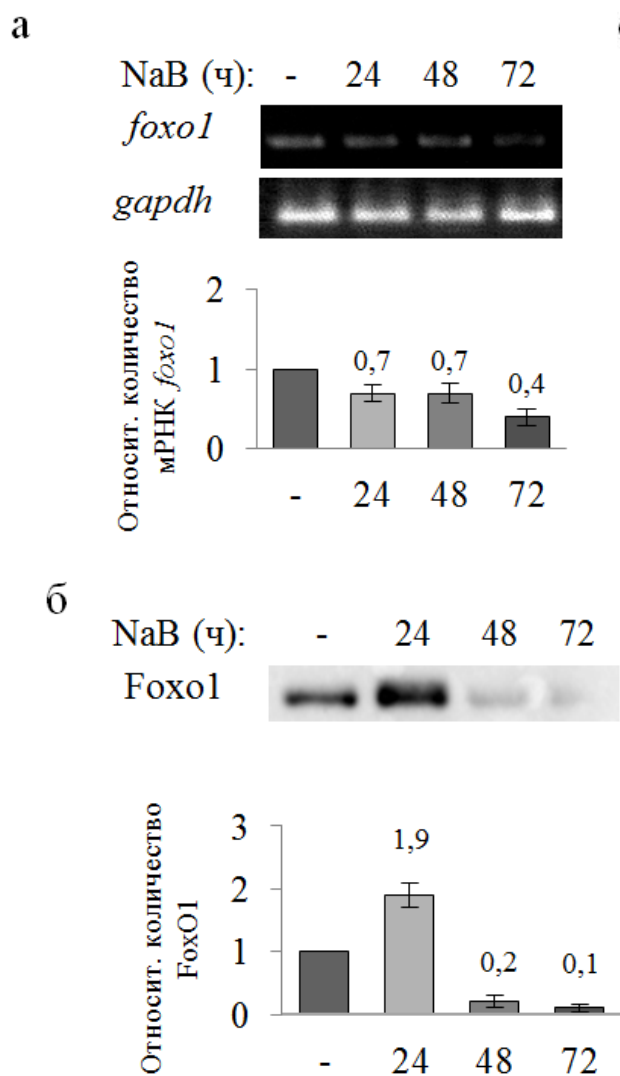 а
NaB (ч): - 24 48 72
foxo1
gapdh
Относит. количество
мРНК foxo1
2
1
0
0,7
0,7
0,4
- 24 48 72
б
NaB (ч): - 24 48 72
Foxo1
Относит. количество
FoxO1
3
2
1
0
1,9
0,2
0,1
- 24 48 72